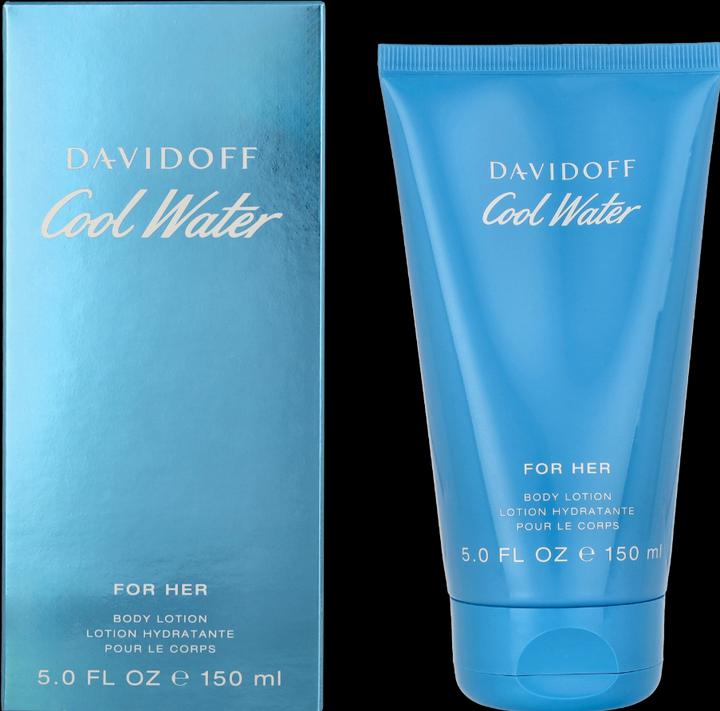 DAVIDOFF
Cool Water
FOR HER
BODY LOTION
LOTION HYDRATANTE
POUR LE CORPS
5.0 FL OZ ℮ 150 ml
DAVIDOFF
Cool Water
FOR HER
BODY LOTION
LOTION HYDRATANTE
POUR LE CORPS
5.0 FL OZ ℮ 150 ml